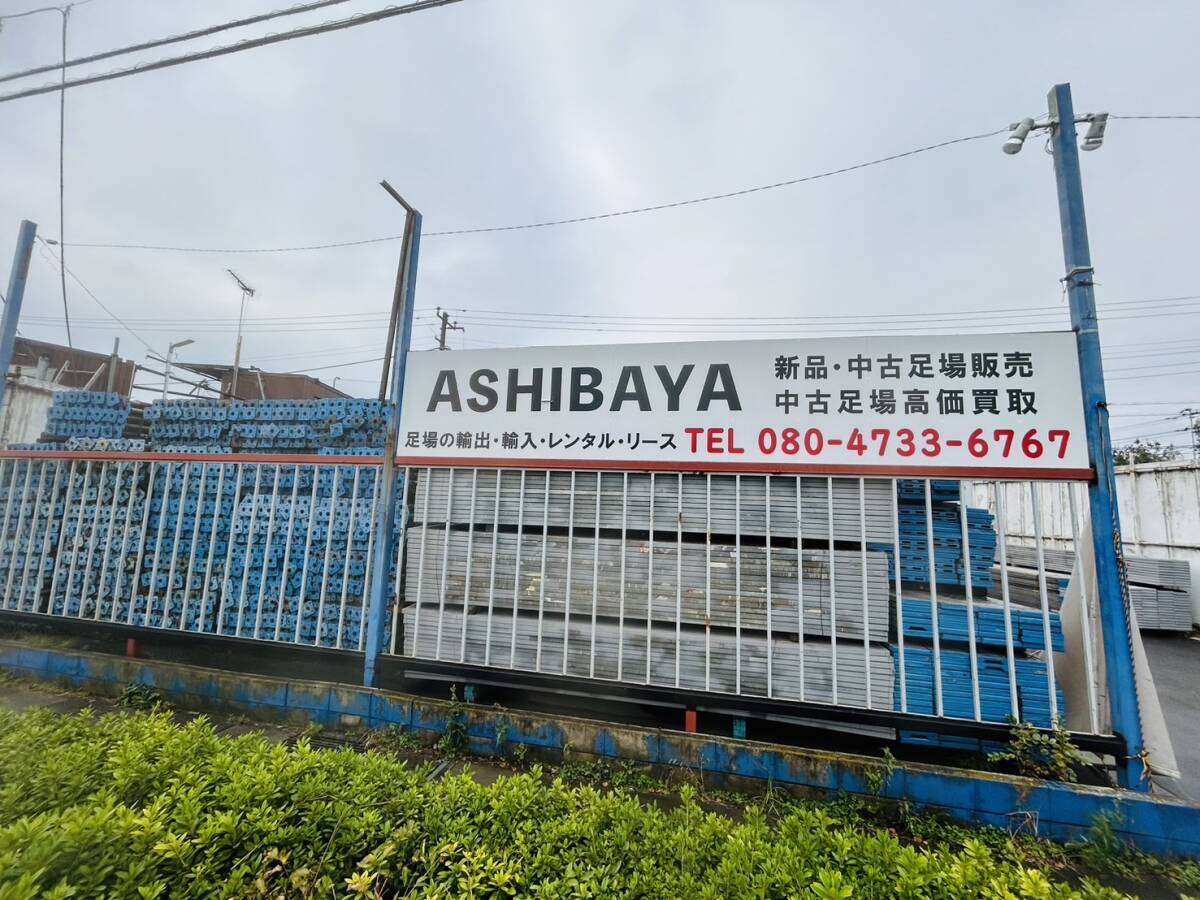 ASHIBAYA
新品・中古足場販売
中古足場高価買取
足場の輸出・輸入・レンタル・リース TEL 080-4733-6767